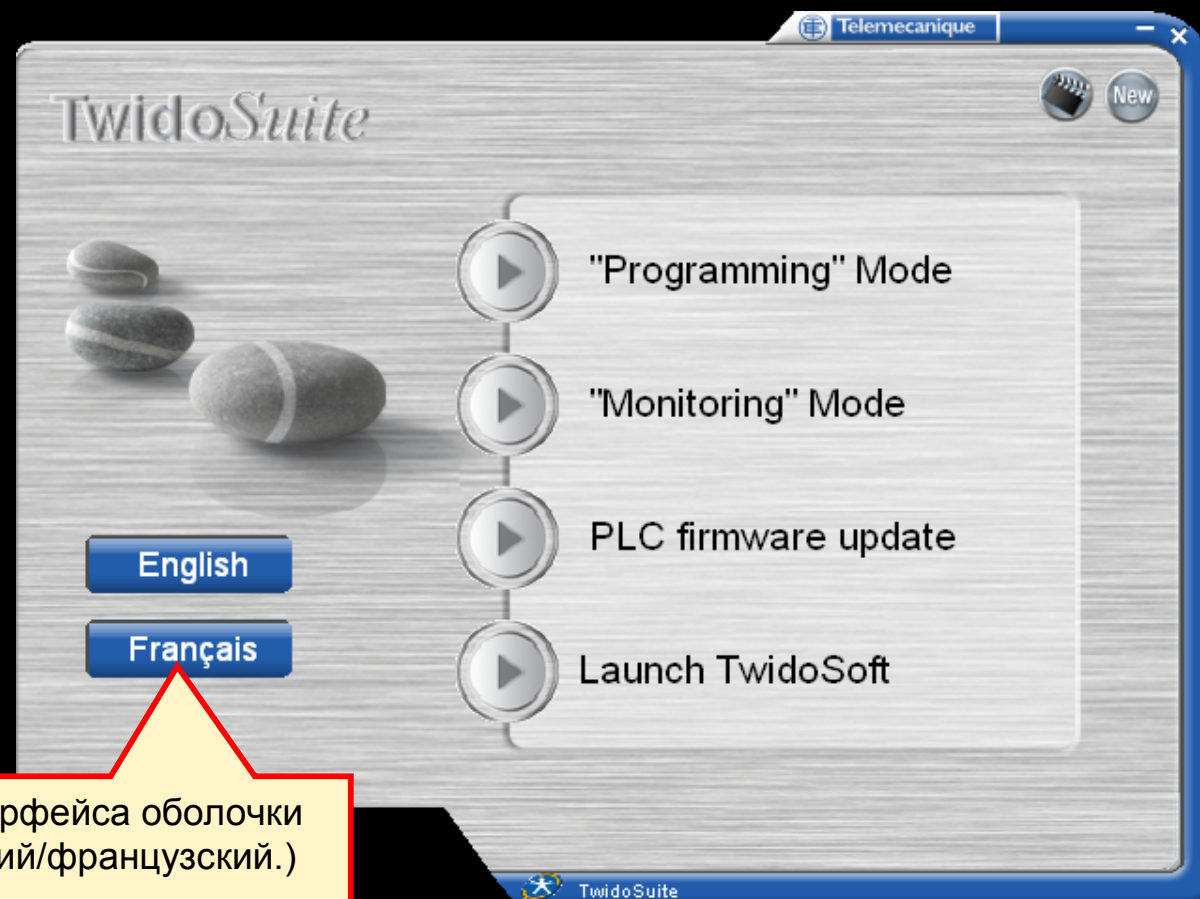 Telemecanique
TwidoSuite
New
"Programming" Mode
"Monitoring" Mode
PLC firmware update
Launch TwidoSoft
English
Français
рфейса оболочки
ий/французский.)
TwidoSuite